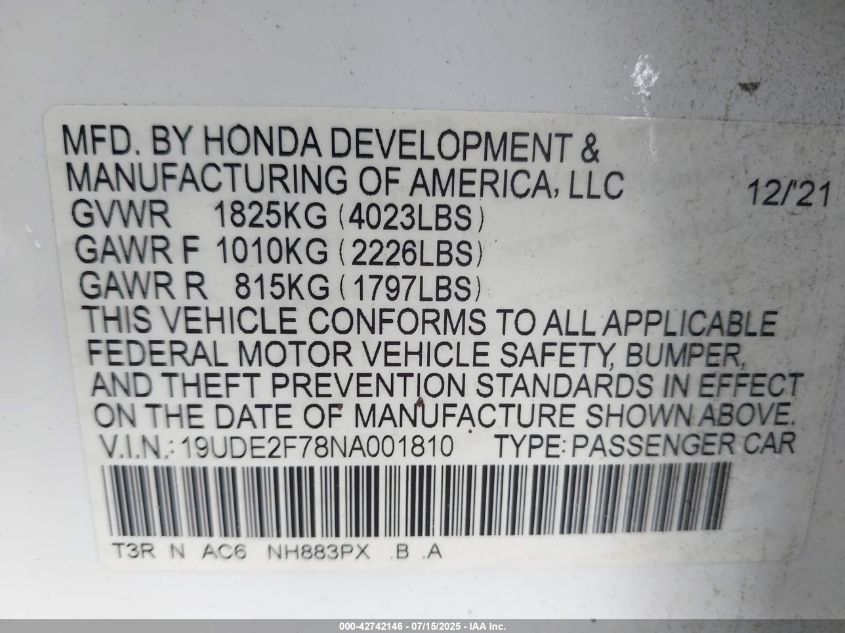 MFD. BY HONDA DEVELOPMENT &
MANUFACTURING OF AMERICA, LLC 12/'21
GVWR 1825KG (4023LBS)
GAWR F 1010KG (2226LBS)
GAWR R 815KG (1797LBS)
THIS VEHICLE CONFORMS TO ALL APPLICABLE
FEDERAL MOTOR VEHICLE SAFETY, BUMPER,
AND THEFT PREVENTION STANDARDS IN EFFECT
ON THE DATE OF MANUFACTURE SHOWN ABOVE.
V.I.N.: 19UDE2F78NA001810 TYPE: PASSENGER CAR
T3R N AC6 NH883PX .B .A
000-42742146 - 07/15/2025 - IAA Inc.